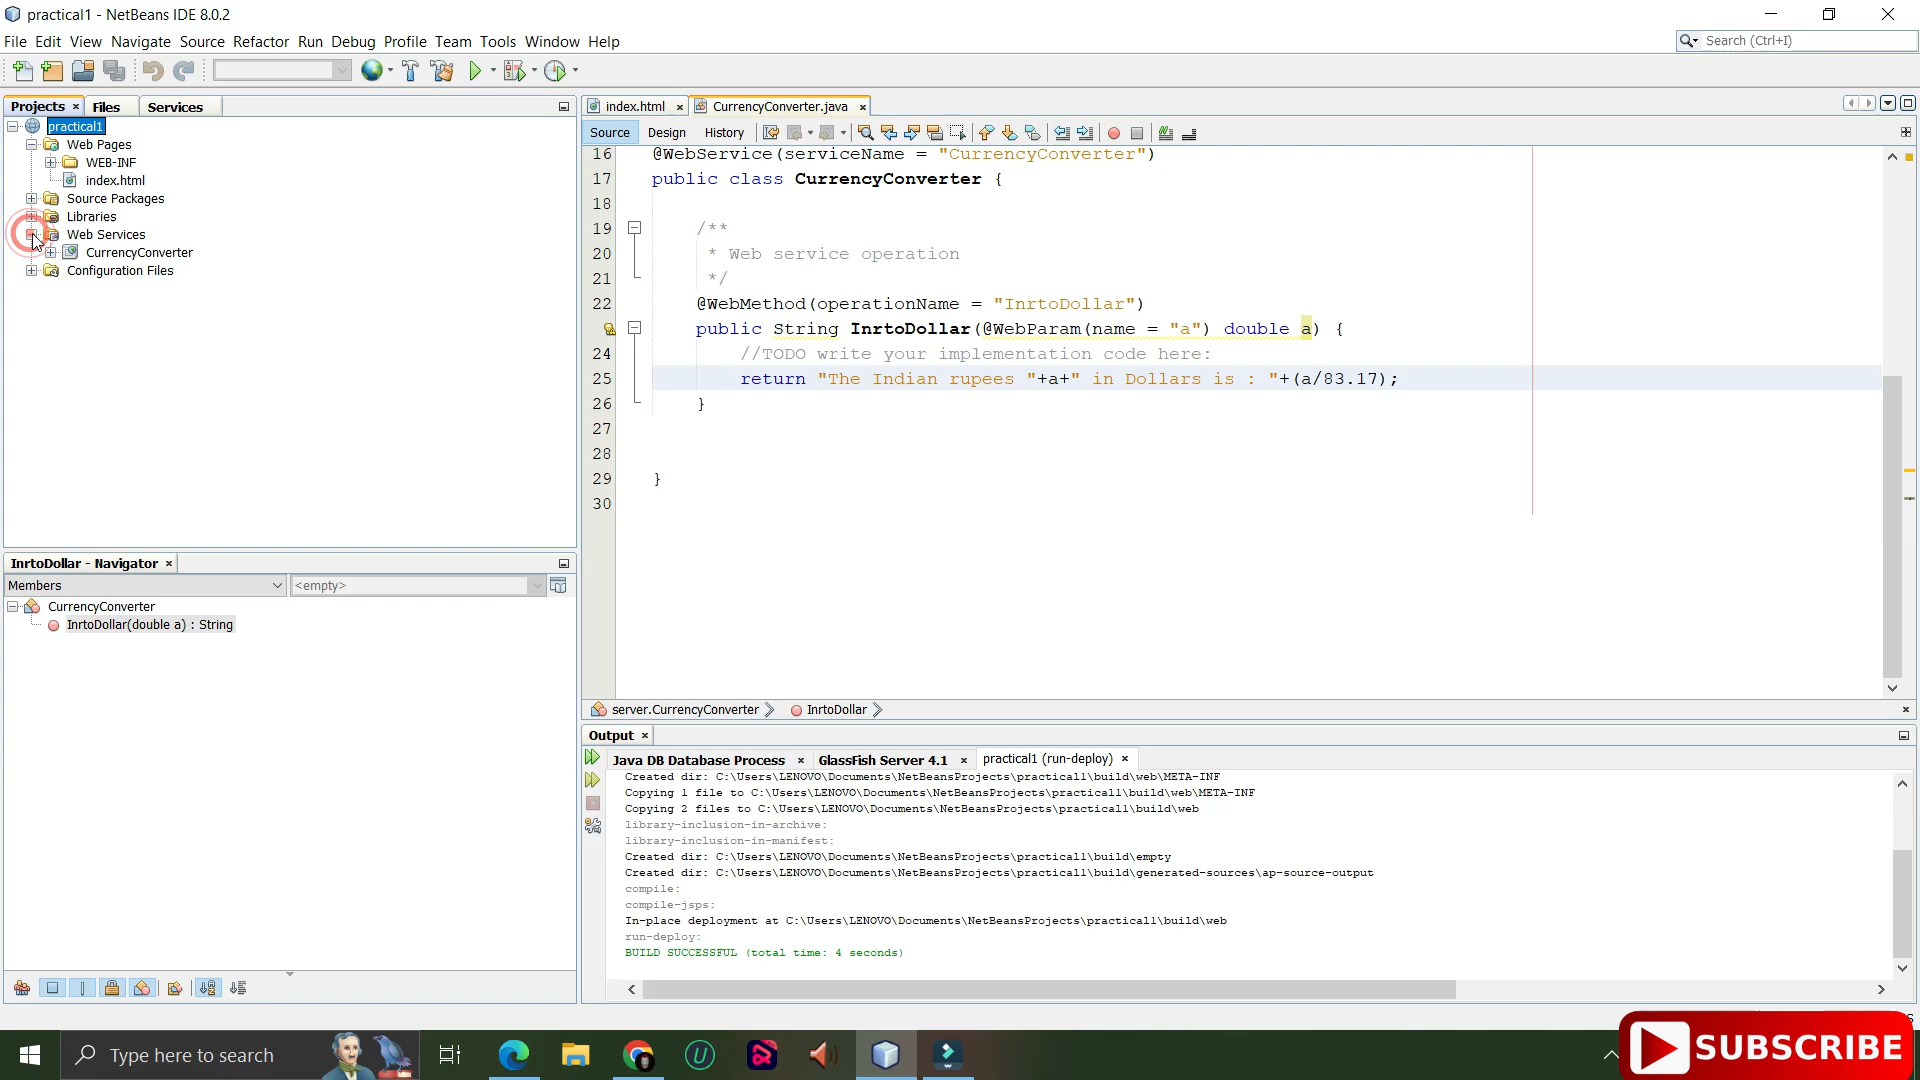 practical1 - NetBeans IDE 8.0.2
File Edit View Navigate Source Refactor Run Debug Profile Team Tools Window Help
Search (Ctrl+I)
Projects × Files Services
index.html × CurrencyConverter.java ×
practical1
Web Pages
WEB-INF
index.html
Source Packages
Libraries
Web Services
CurrencyConverter
Configuration Files
Source Design History
16 @WebService(serviceName = "CurrencyConverter")
17 public class CurrencyConverter {
18
19 /**
20 * Web service operation
21 */
22 @WebMethod(operationName = "InrtoDollar")
public String InrtoDollar(@WebParam(name = "a") double a) {
24 //TODO write your implementation code here:
25 return "The Indian rupees "+a+" in Dollars is : "+(a/83.17);
26 }
27
28
29 }
30
server.CurrencyConverter InrtoDollar
InrtoDollar - Navigator ×
Members <empty>
CurrencyConverter
InrtoDollar(double a) : String
Output ×
Java DB Database Process × GlassFish Server 4.1 × practical1 (run-deploy) ×
Created dir: C:\Users\LENOVO\Documents\NetBeansProjects\practical1\build\web\META-INF
Copying 1 file to C:\Users\LENOVO\Documents\NetBeansProjects\practical1\build\web\META-INF
Copying 2 files to C:\Users\LENOVO\Documents\NetBeansProjects\practical1\build\web
library-inclusion-in-archive:
library-inclusion-in-manifest:
Created dir: C:\Users\LENOVO\Documents\NetBeansProjects\practical1\build\empty
Created dir: C:\Users\LENOVO\Documents\NetBeansProjects\practical1\build\generated-sources\ap-source-output
compile:
compile-jsps:
In-place deployment at C:\Users\LENOVO\Documents\NetBeansProjects\practical1\build\web
run-deploy:
BUILD SUCCESSFUL (total time: 4 seconds)
Type here to search
SUBSCRIBE